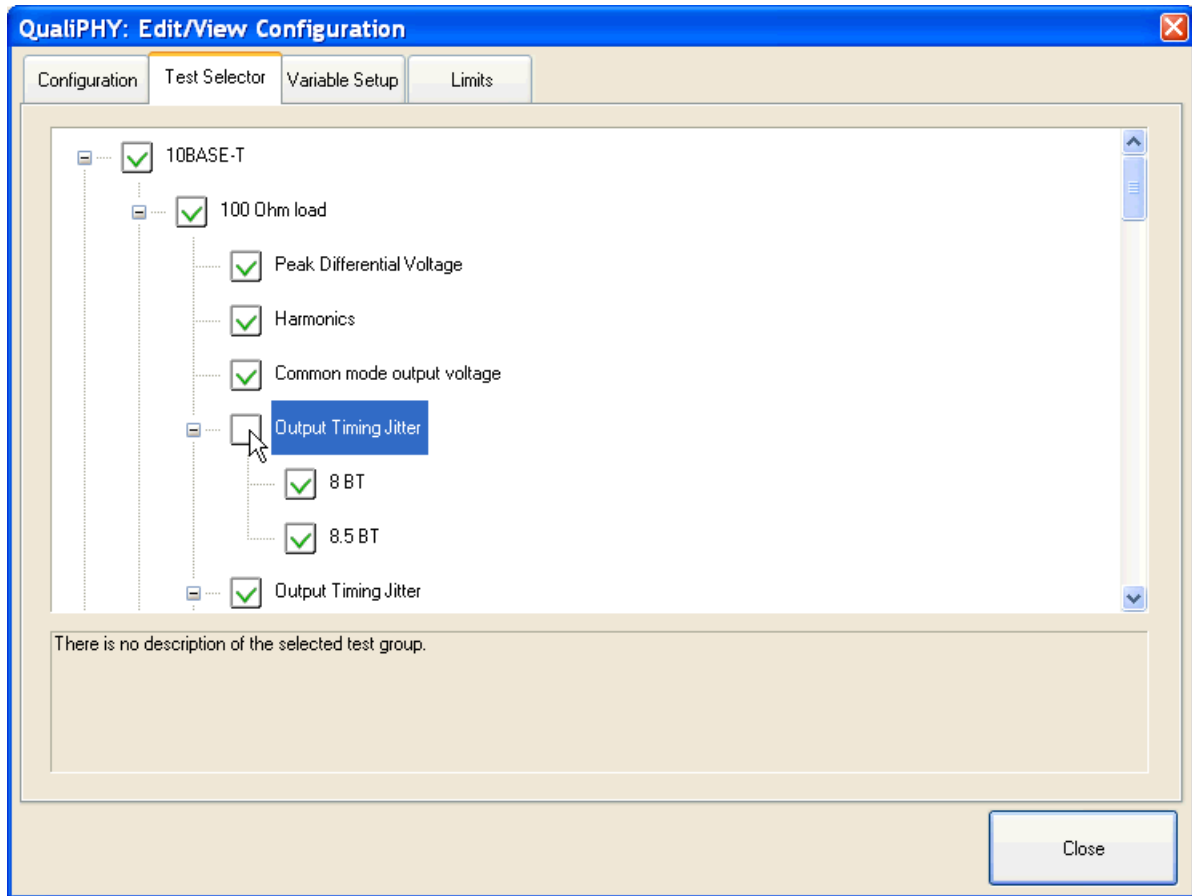 QualiPHY: Edit/View Configuration
Configuration Test Selector Variable Setup Limits
10BASE-T
100 Ohm load
Peak Differential Voltage
Harmonics
Common mode output voltage
Output Timing Jitter
8 BT
8.5 BT
Output Timing Jitter
There is no description of the selected test group.
Close